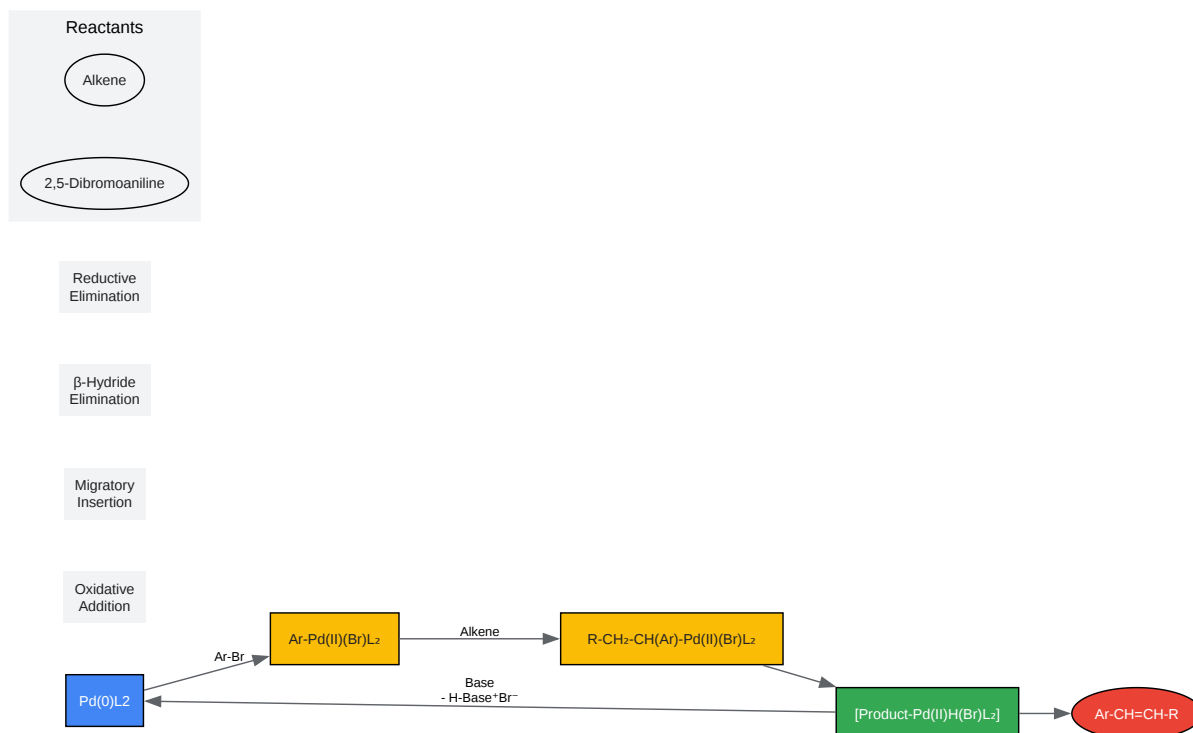 Reactants
Alkene
2,5-Dibromoaniline
Reductive
Elimination
β-Hydride
Elimination
Migratory
Insertion
Oxidative
Addition
Ar-Pd(II)(Br)L₂
Alkene
R-CH₂-CH(Ar)-Pd(II)(Br)L₂
Ar-Br
Base
- H-Base⁺Br⁻
Pd(0)L2
[Product-Pd(II)H(Br)L₂]
Ar-CH=CH-R